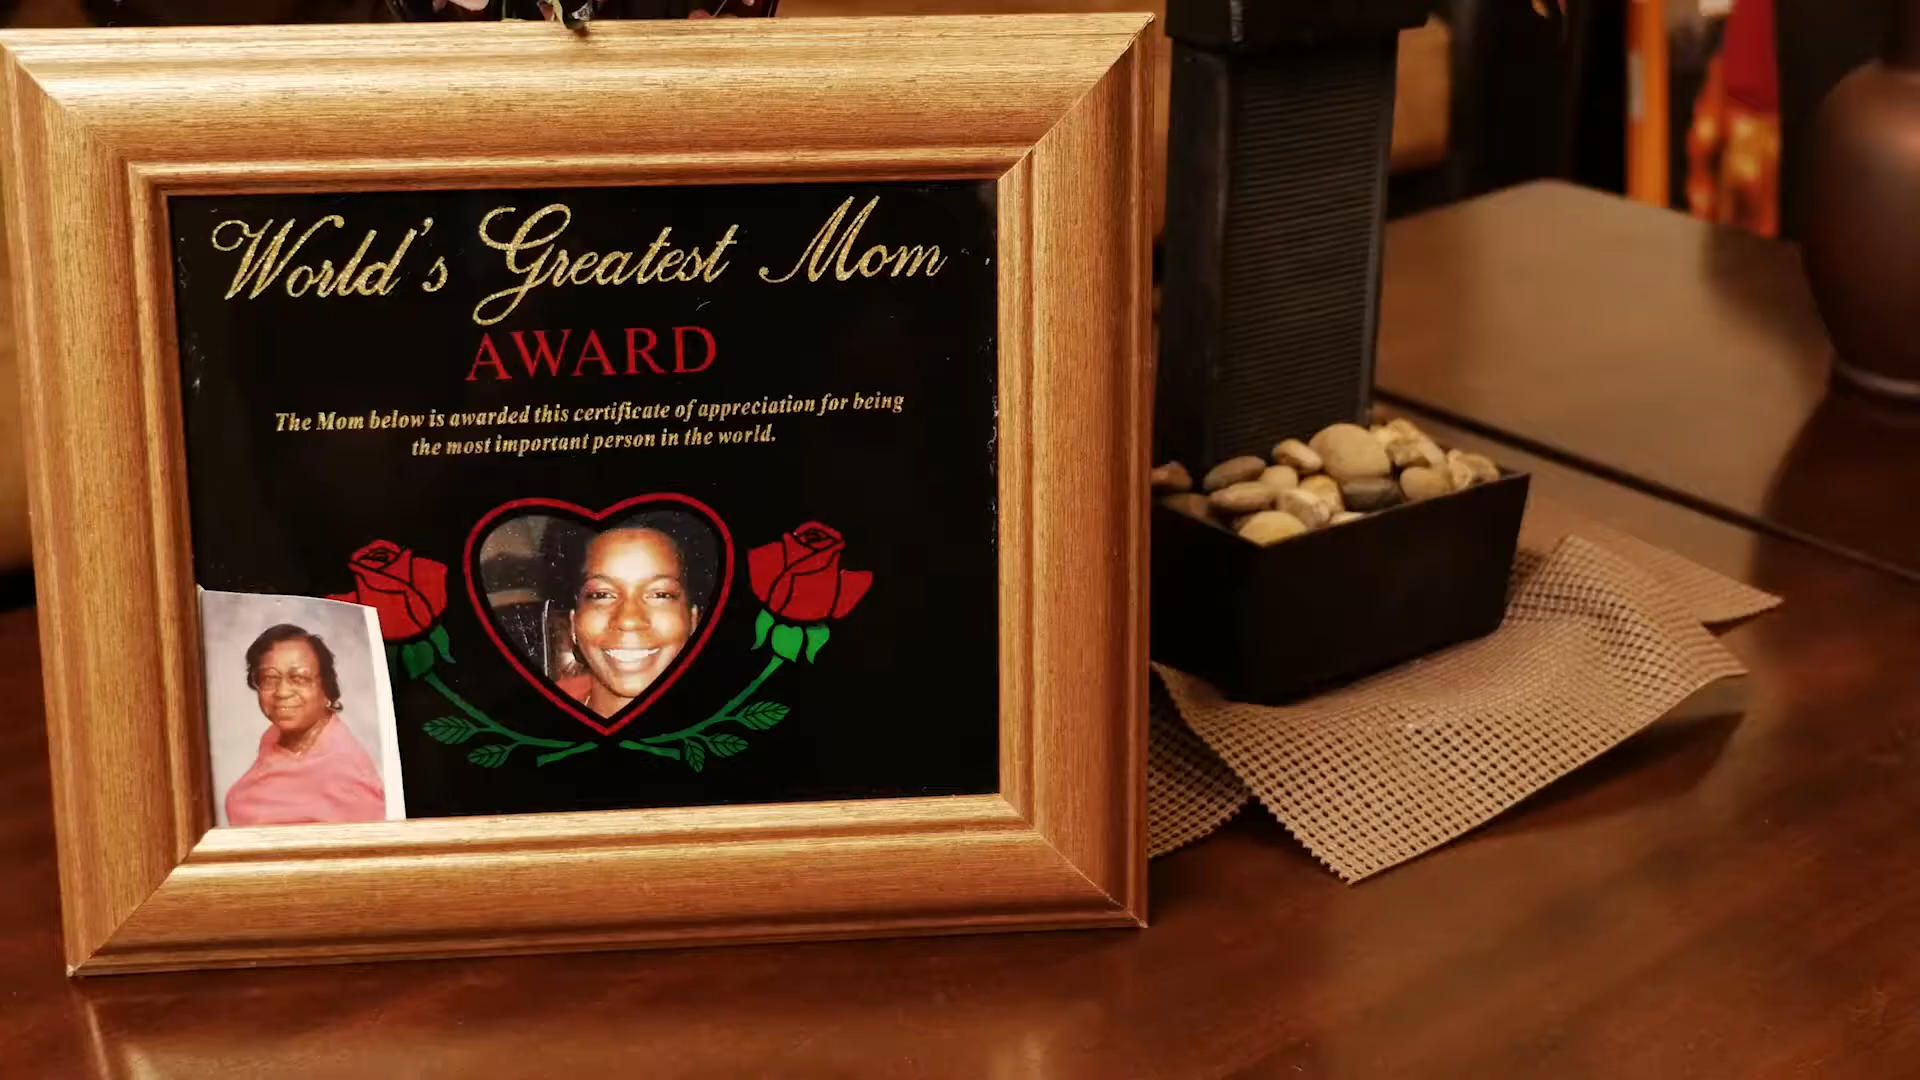 World's Greatest Mom
AWARD
The Mom below is awarded this certificate of appreciation for being
the most important person in the world.